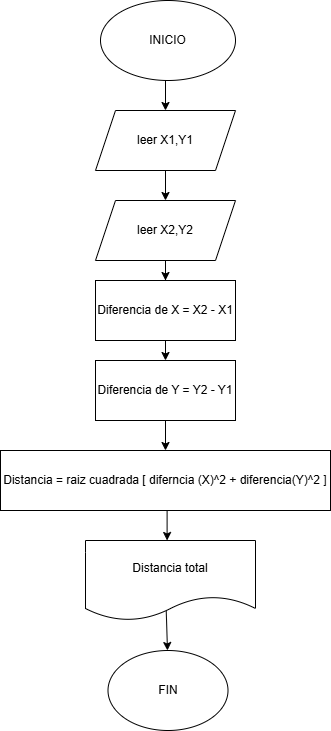 INICIO
leer X1,Y1
leer X2,Y2
Diferencia de X = X2 - X1
Diferencia de Y = Y2 - Y1
Distancia = raiz cuadrada [ diferncia (X)^2 + diferencia(Y)^2 ]
Distancia total
FIN